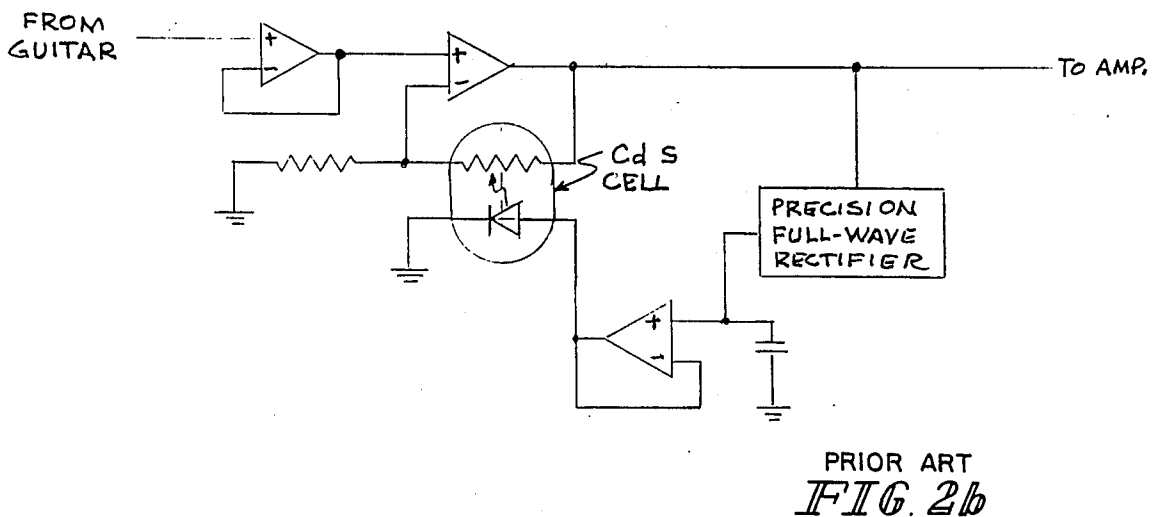 FROM
GUITAR
+
-
+
-
TO AMP.
Cd S
CELL
PRECISION
FULL-WAVE
RECTIFIER
+
-
PRIOR ART
FIG. 2b